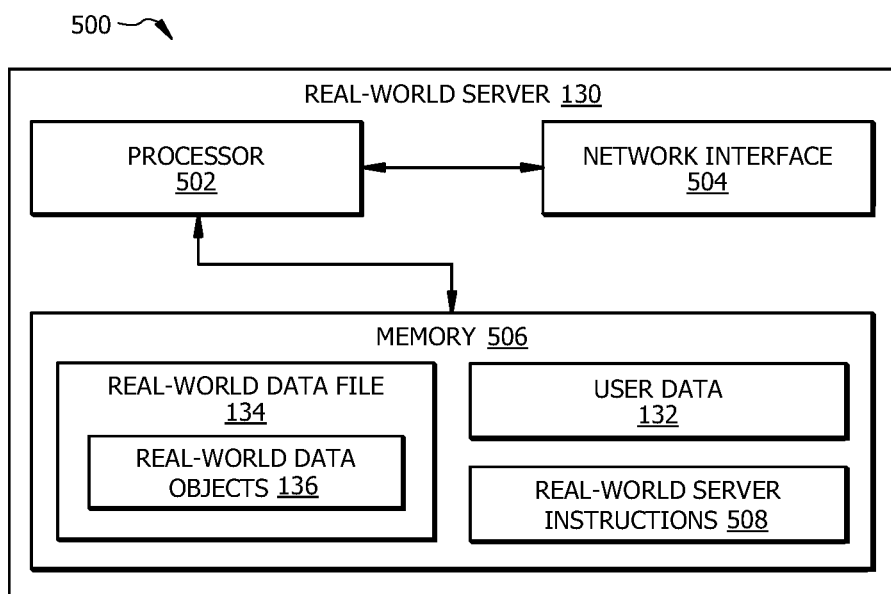 500
REAL-WORLD SERVER 130
PROCESSOR
502
NETWORK INTERFACE
504
MEMORY 506
REAL-WORLD DATA FILE
134
REAL-WORLD DATA
OBJECTS 136
USER DATA
132
REAL-WORLD SERVER
INSTRUCTIONS 508